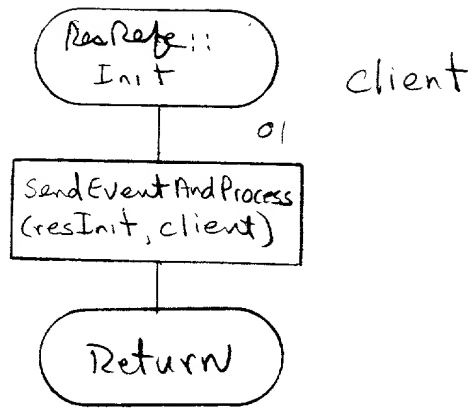 ResRefe::
Init
client
01
SendEventAndProcess
(resInit, client)
Return